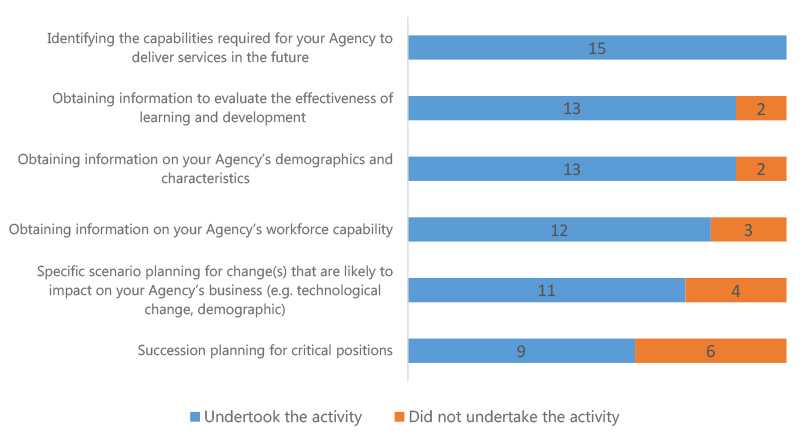 Identifying the capabilities required for your Agency to
deliver services in the future
15
Obtaining information to evaluate the effectiveness of
learning and development
13
2
Obtaining information on your Agency’s demographics and
characteristics
13
2
Obtaining information on your Agency’s workforce capability
12
3
Specific scenario planning for change(s) that are likely to
impact on your Agency’s business (e.g. technological
change, demographic)
11
4
Succession planning for critical positions
9
6
Undertook the activity
Did not undertake the activity